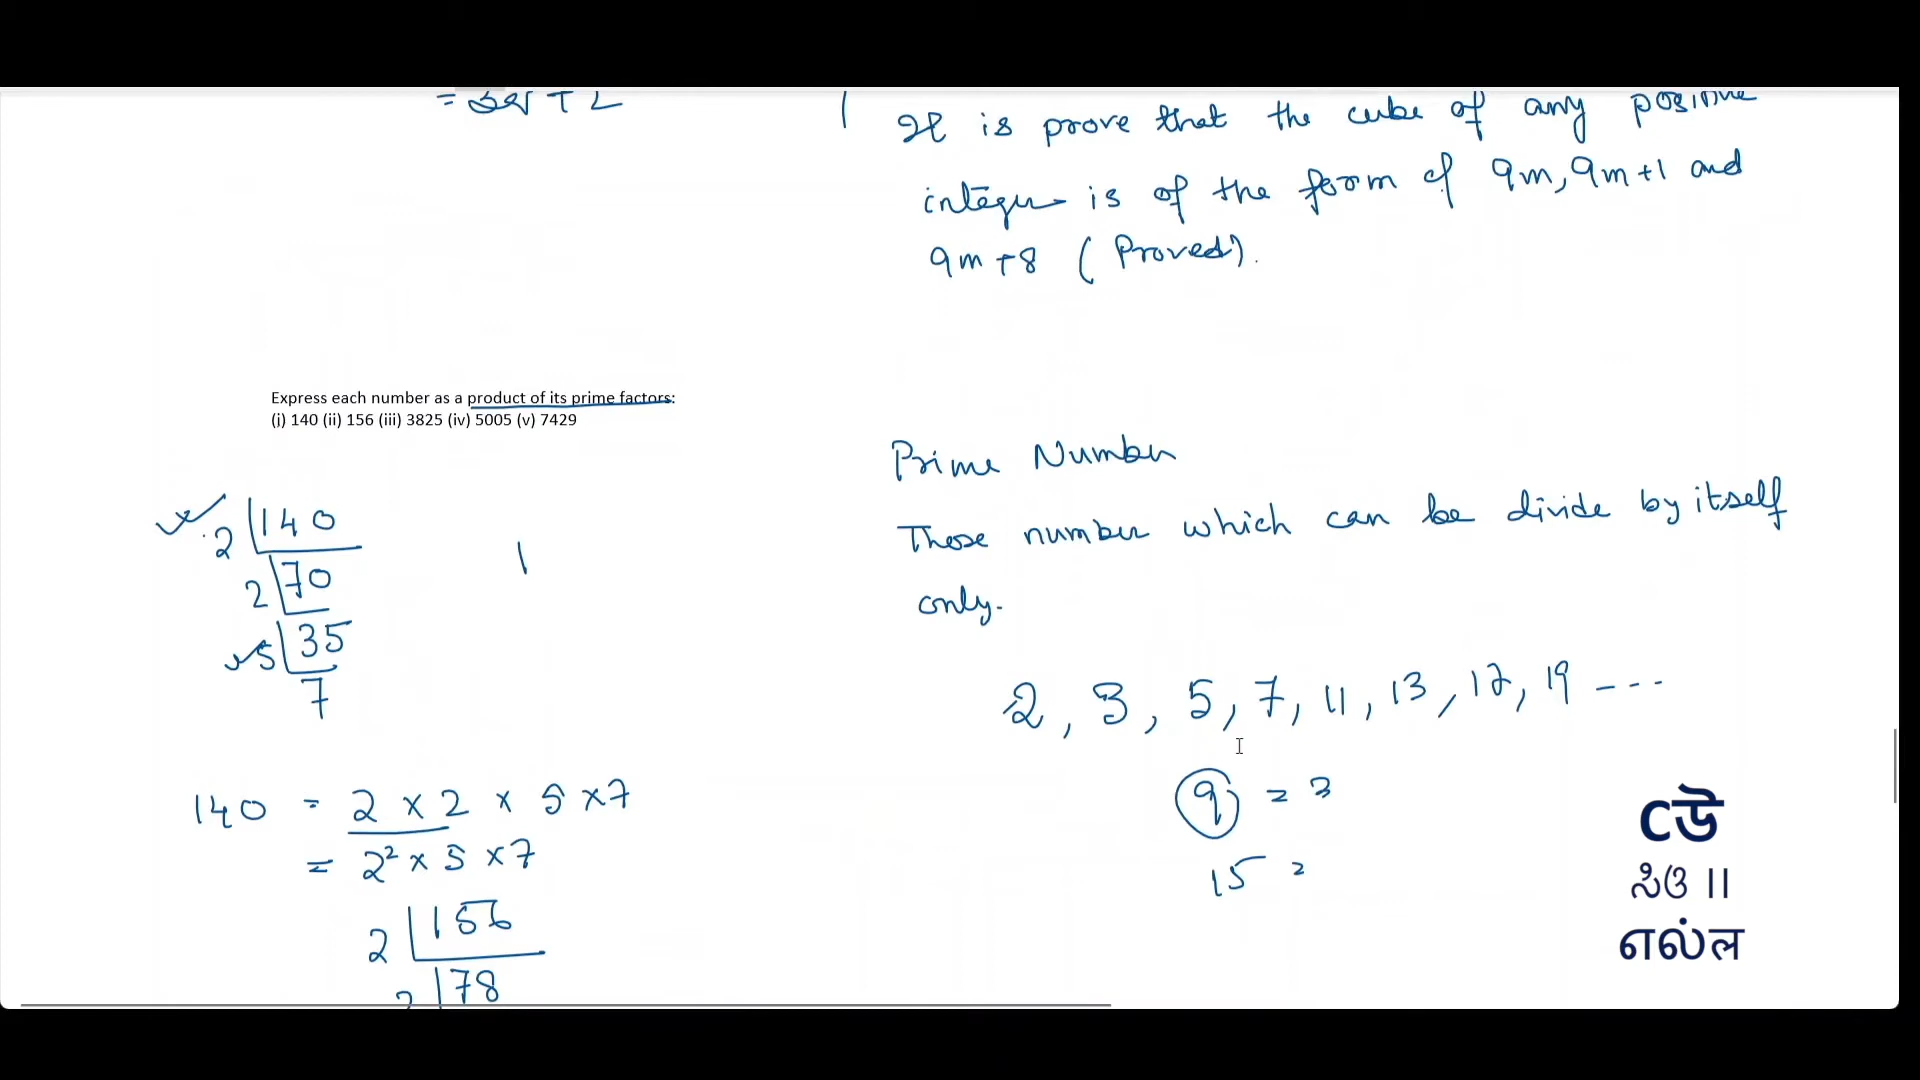 It is prove that the cube of any positive
integer is of the form of 9m, 9m+1 and
9m+8 (Proved).
Express each number as a product of its prime factors:
(i) 140 (ii) 156 (iii) 3825 (iv) 5005 (v) 7429
2 140
2 70
5 35
7
1
140 = 2 × 2 × 5 × 7
= 2² × 5 × 7
2 156
2 78
Prime Number
Those number which can be divide by itself
only.
2, 3, 5, 7, 11, 13, 17, 19 ---
9 = 3
15 =
Cউ
ಸಿଓ ||
எல்ल